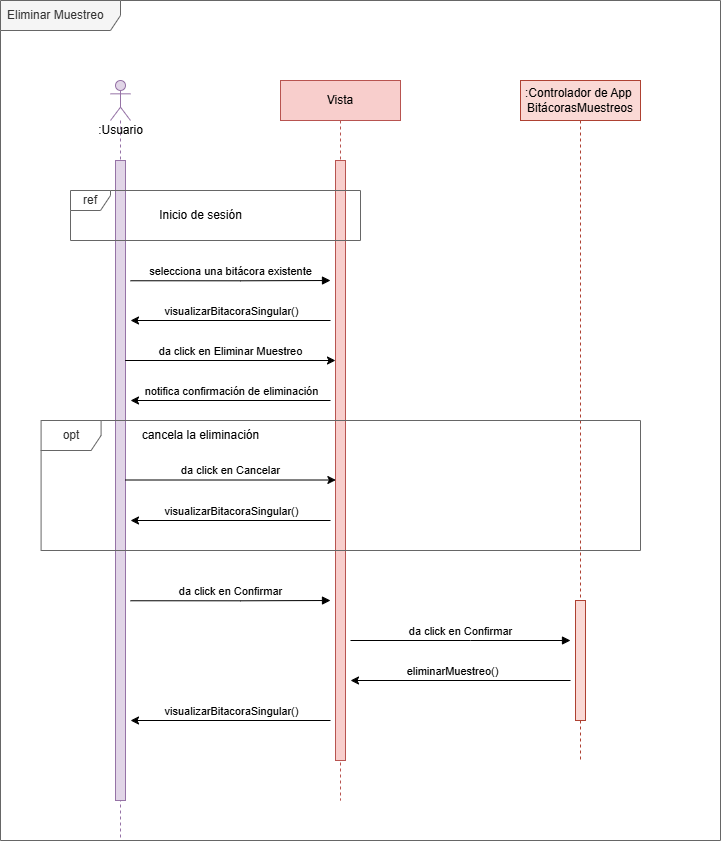 Eliminar Muestreo
:Usuario
Vista
:Controlador de App
BitácorasMuestreos
ref
Inicio de sesión
selecciona una bitácora existente
visualizarBitacoraSingular()
da click en Eliminar Muestreo
notifica confirmación de eliminación
opt
cancela la eliminación
da click en Cancelar
visualizarBitacoraSingular()
da click en Confirmar
da click en Confirmar
eliminarMuestreo()
visualizarBitacoraSingular()